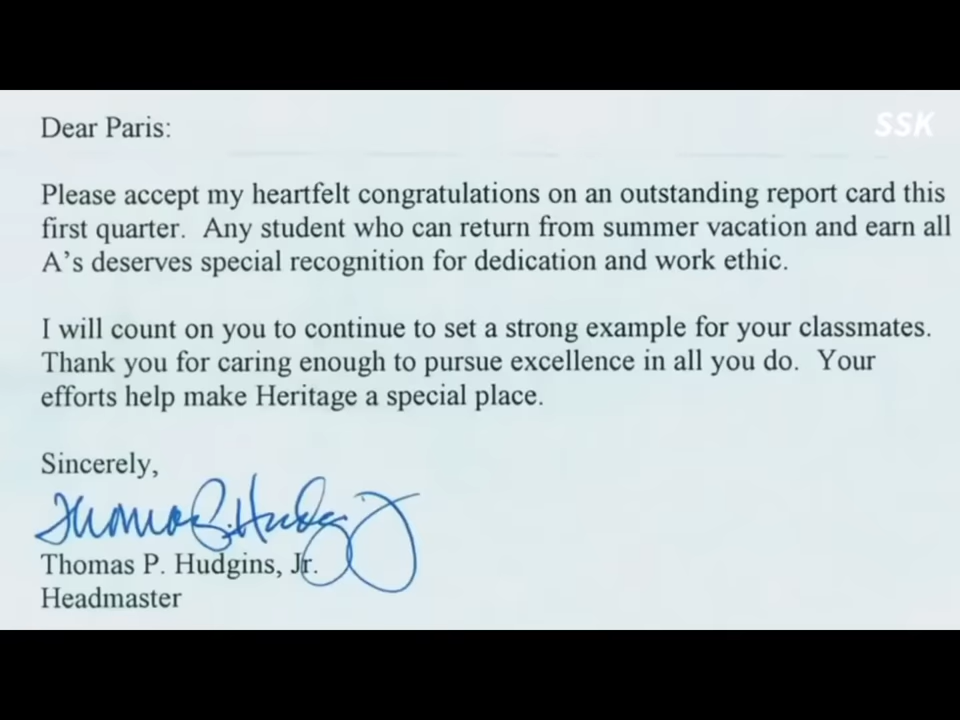 SSK
Dear Paris:
Please accept my heartfelt congratulations on an outstanding report card this
first quarter. Any student who can return from summer vacation and earn all
A's deserves special recognition for dedication and work ethic.
I will count on you to continue to set a strong example for your classmates.
Thank you for caring enough to pursue excellence in all you do. Your
efforts help make Heritage a special place.
Sincerely,
Thomas P. Hudgins, Jr.
Thomas P. Hudgins, Jr.
Headmaster